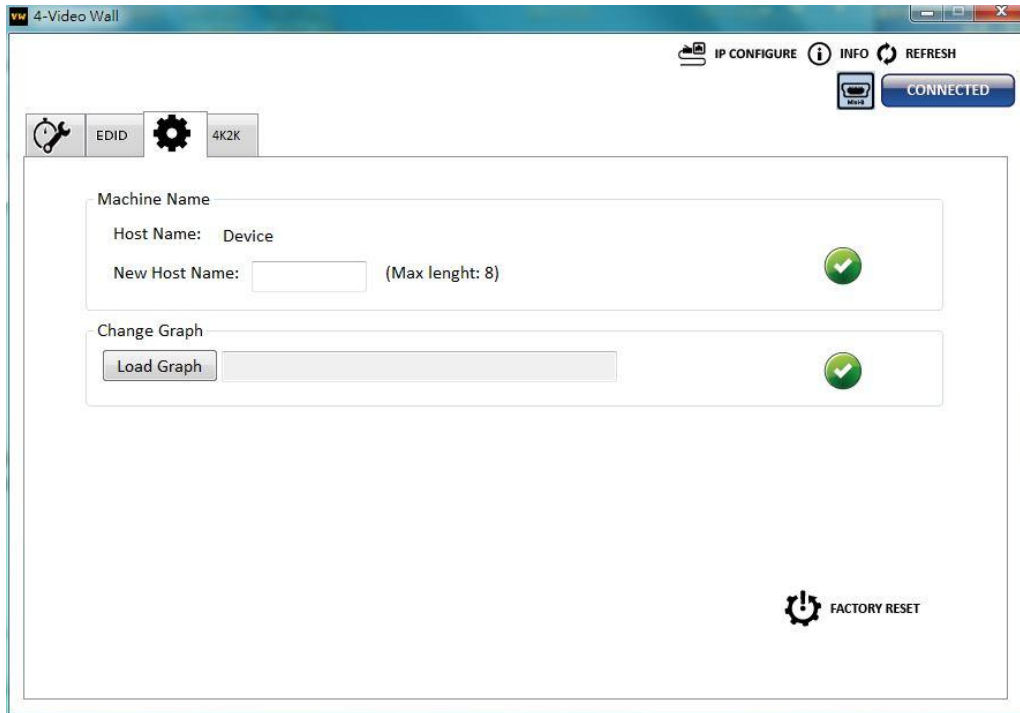 VW 4-Video Wall
IP CONFIGURE INFO REFRESH
CONNECTED
EDID 4K2K
Machine Name
Host Name: Device
New Host Name: (Max lenght: 8)
Change Graph
Load Graph
FACTORY RESET